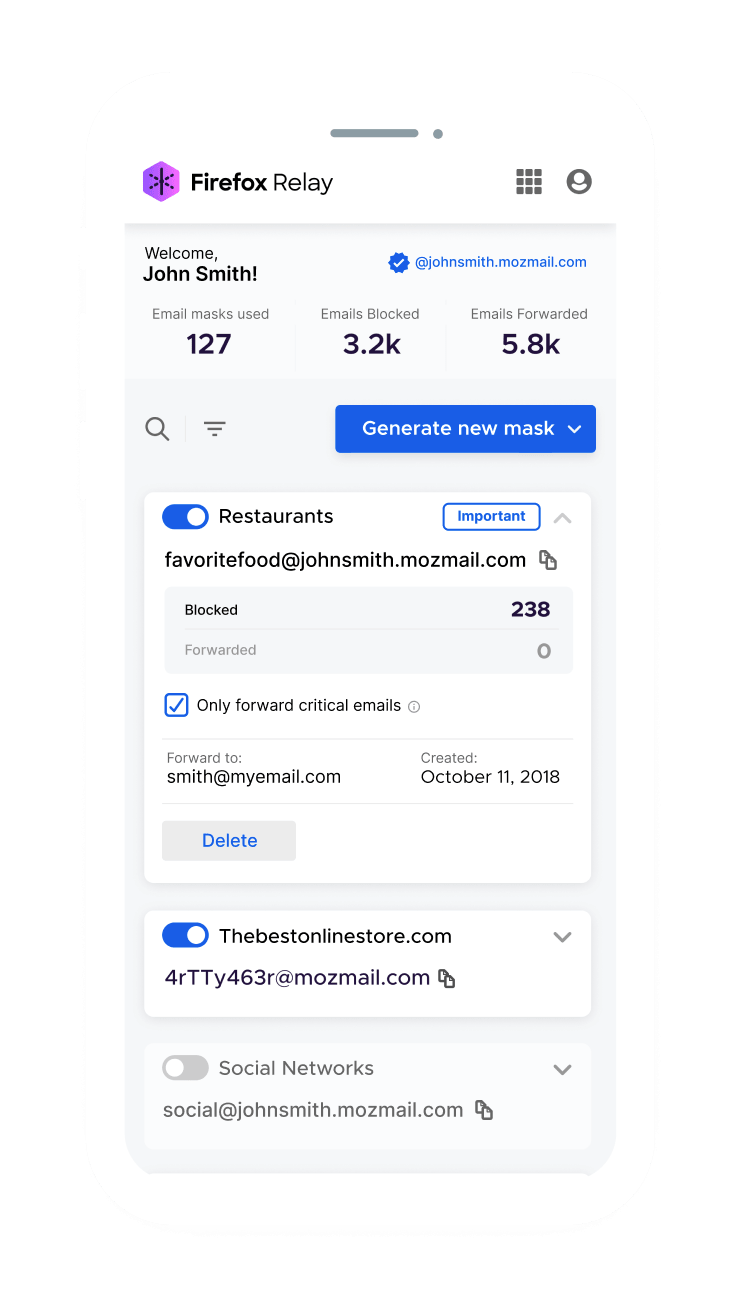 Firefox Relay
Welcome,
John Smith!
@johnsmith.mozmail.com
Email masks used
Emails Blocked
Emails Forwarded
127
3.2k
5.8k
Generate new mask
Restaurants
Important
favoritefood@johnsmith.mozmail.com
Blocked
238
Forwarded
0
Only forward critical emails
Forward to:
Created:
smith@myemail.com
October 11, 2018
Delete
Thebestonlinestore.com
4rTTy463r@mozmail.com
Social Networks
social@johnsmith.mozmail.com